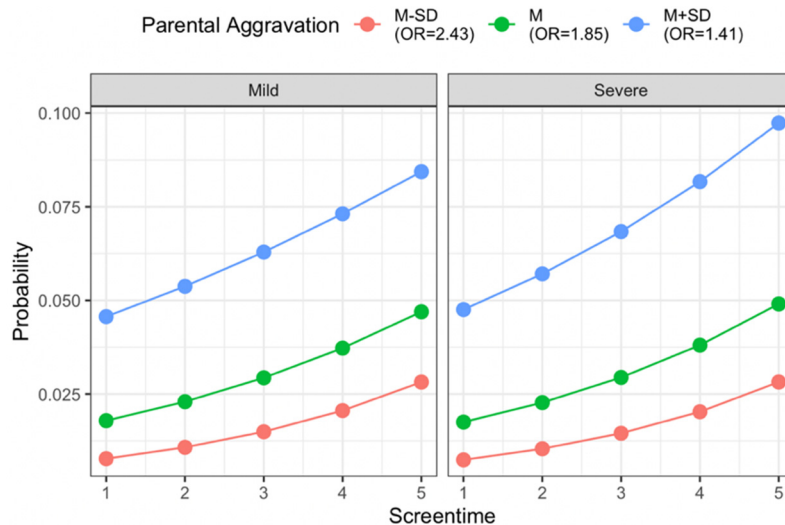 Parental Aggravation
M-SD
(OR=2.43)
M
(OR=1.85)
M+SD
(OR=1.41)
Mild
Severe
Probability
0.100
0.075
0.050
0.025
1 2 3 4 5
1 2 3 4 5
Screentime